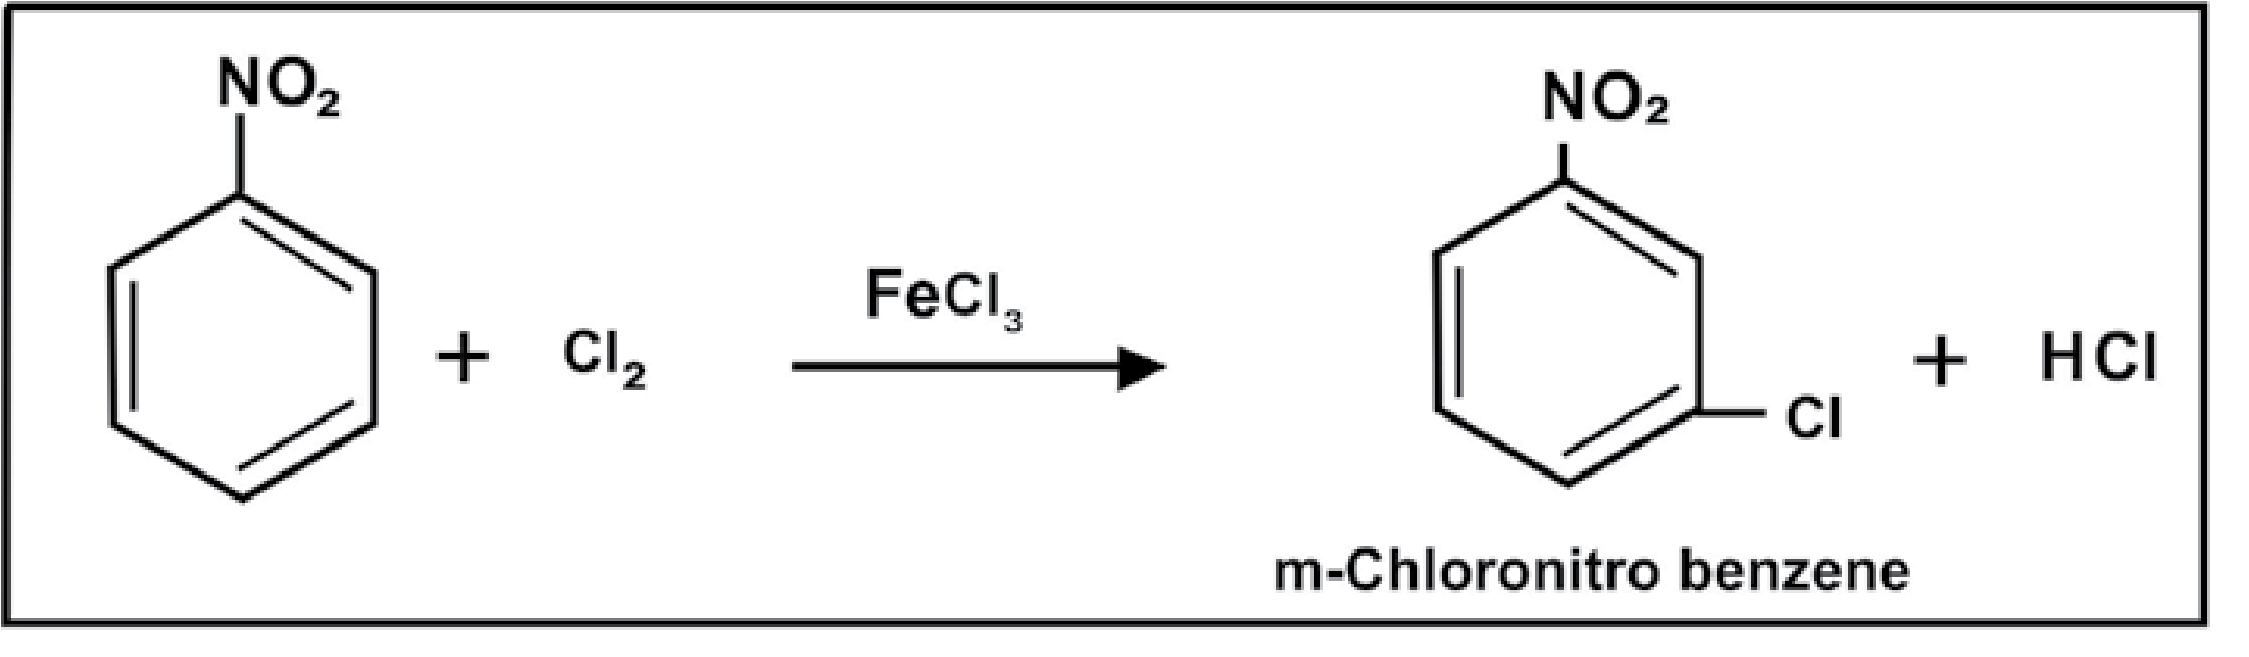 NO₂
NO₂
FeCl₃
+ Cl₂
+ HCl
Cl
m-Chloronitro benzene